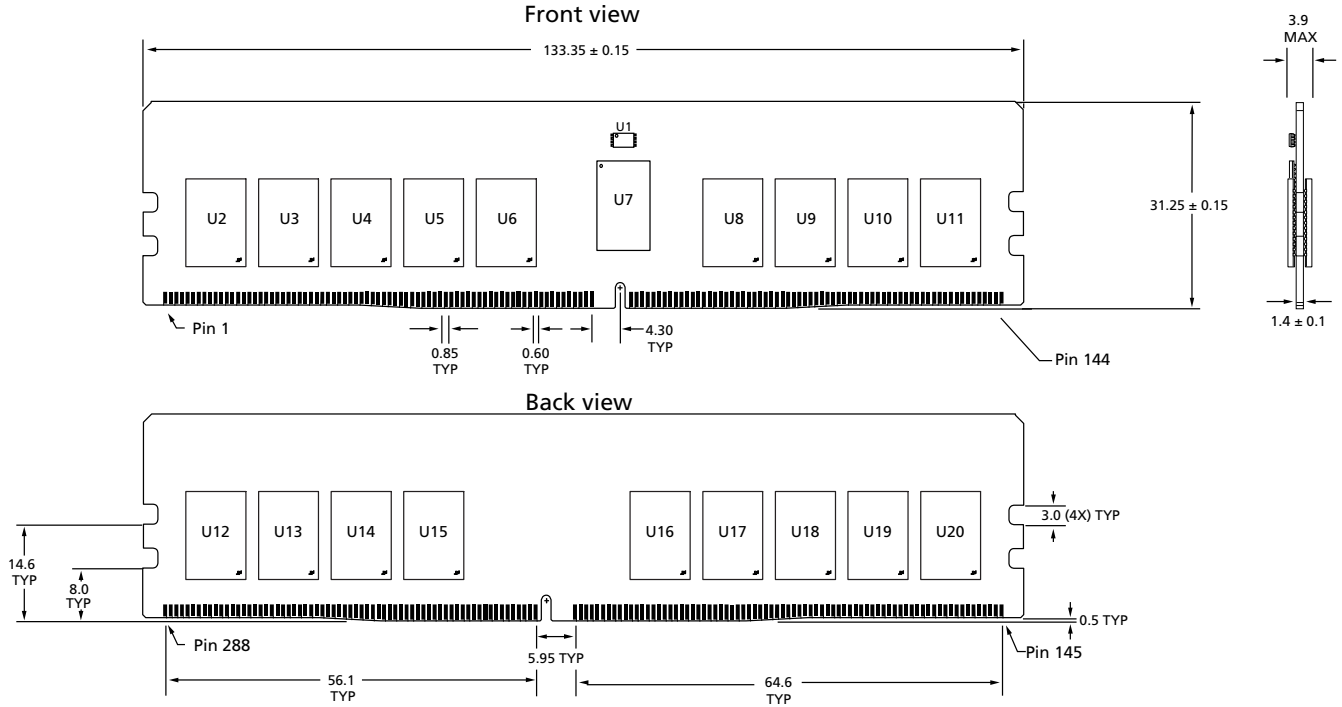 Front view
133.35 ± 0.15
3.9
MAX
U1
U2
U3
U4
U5
U6
U7
U8
U9
U10
U11
31.25 ± 0.15
Pin 1
0.85
TYP
0.60
TYP
4.30
TYP
Pin 144
1.4 ± 0.1
Back view
U12
U13
U14
U15
U16
U17
U18
U19
U20
3.0 (4X) TYP
14.6
TYP
8.0
TYP
0.5 TYP
Pin 288
5.95 TYP
Pin 145
56.1
TYP
64.6
TYP